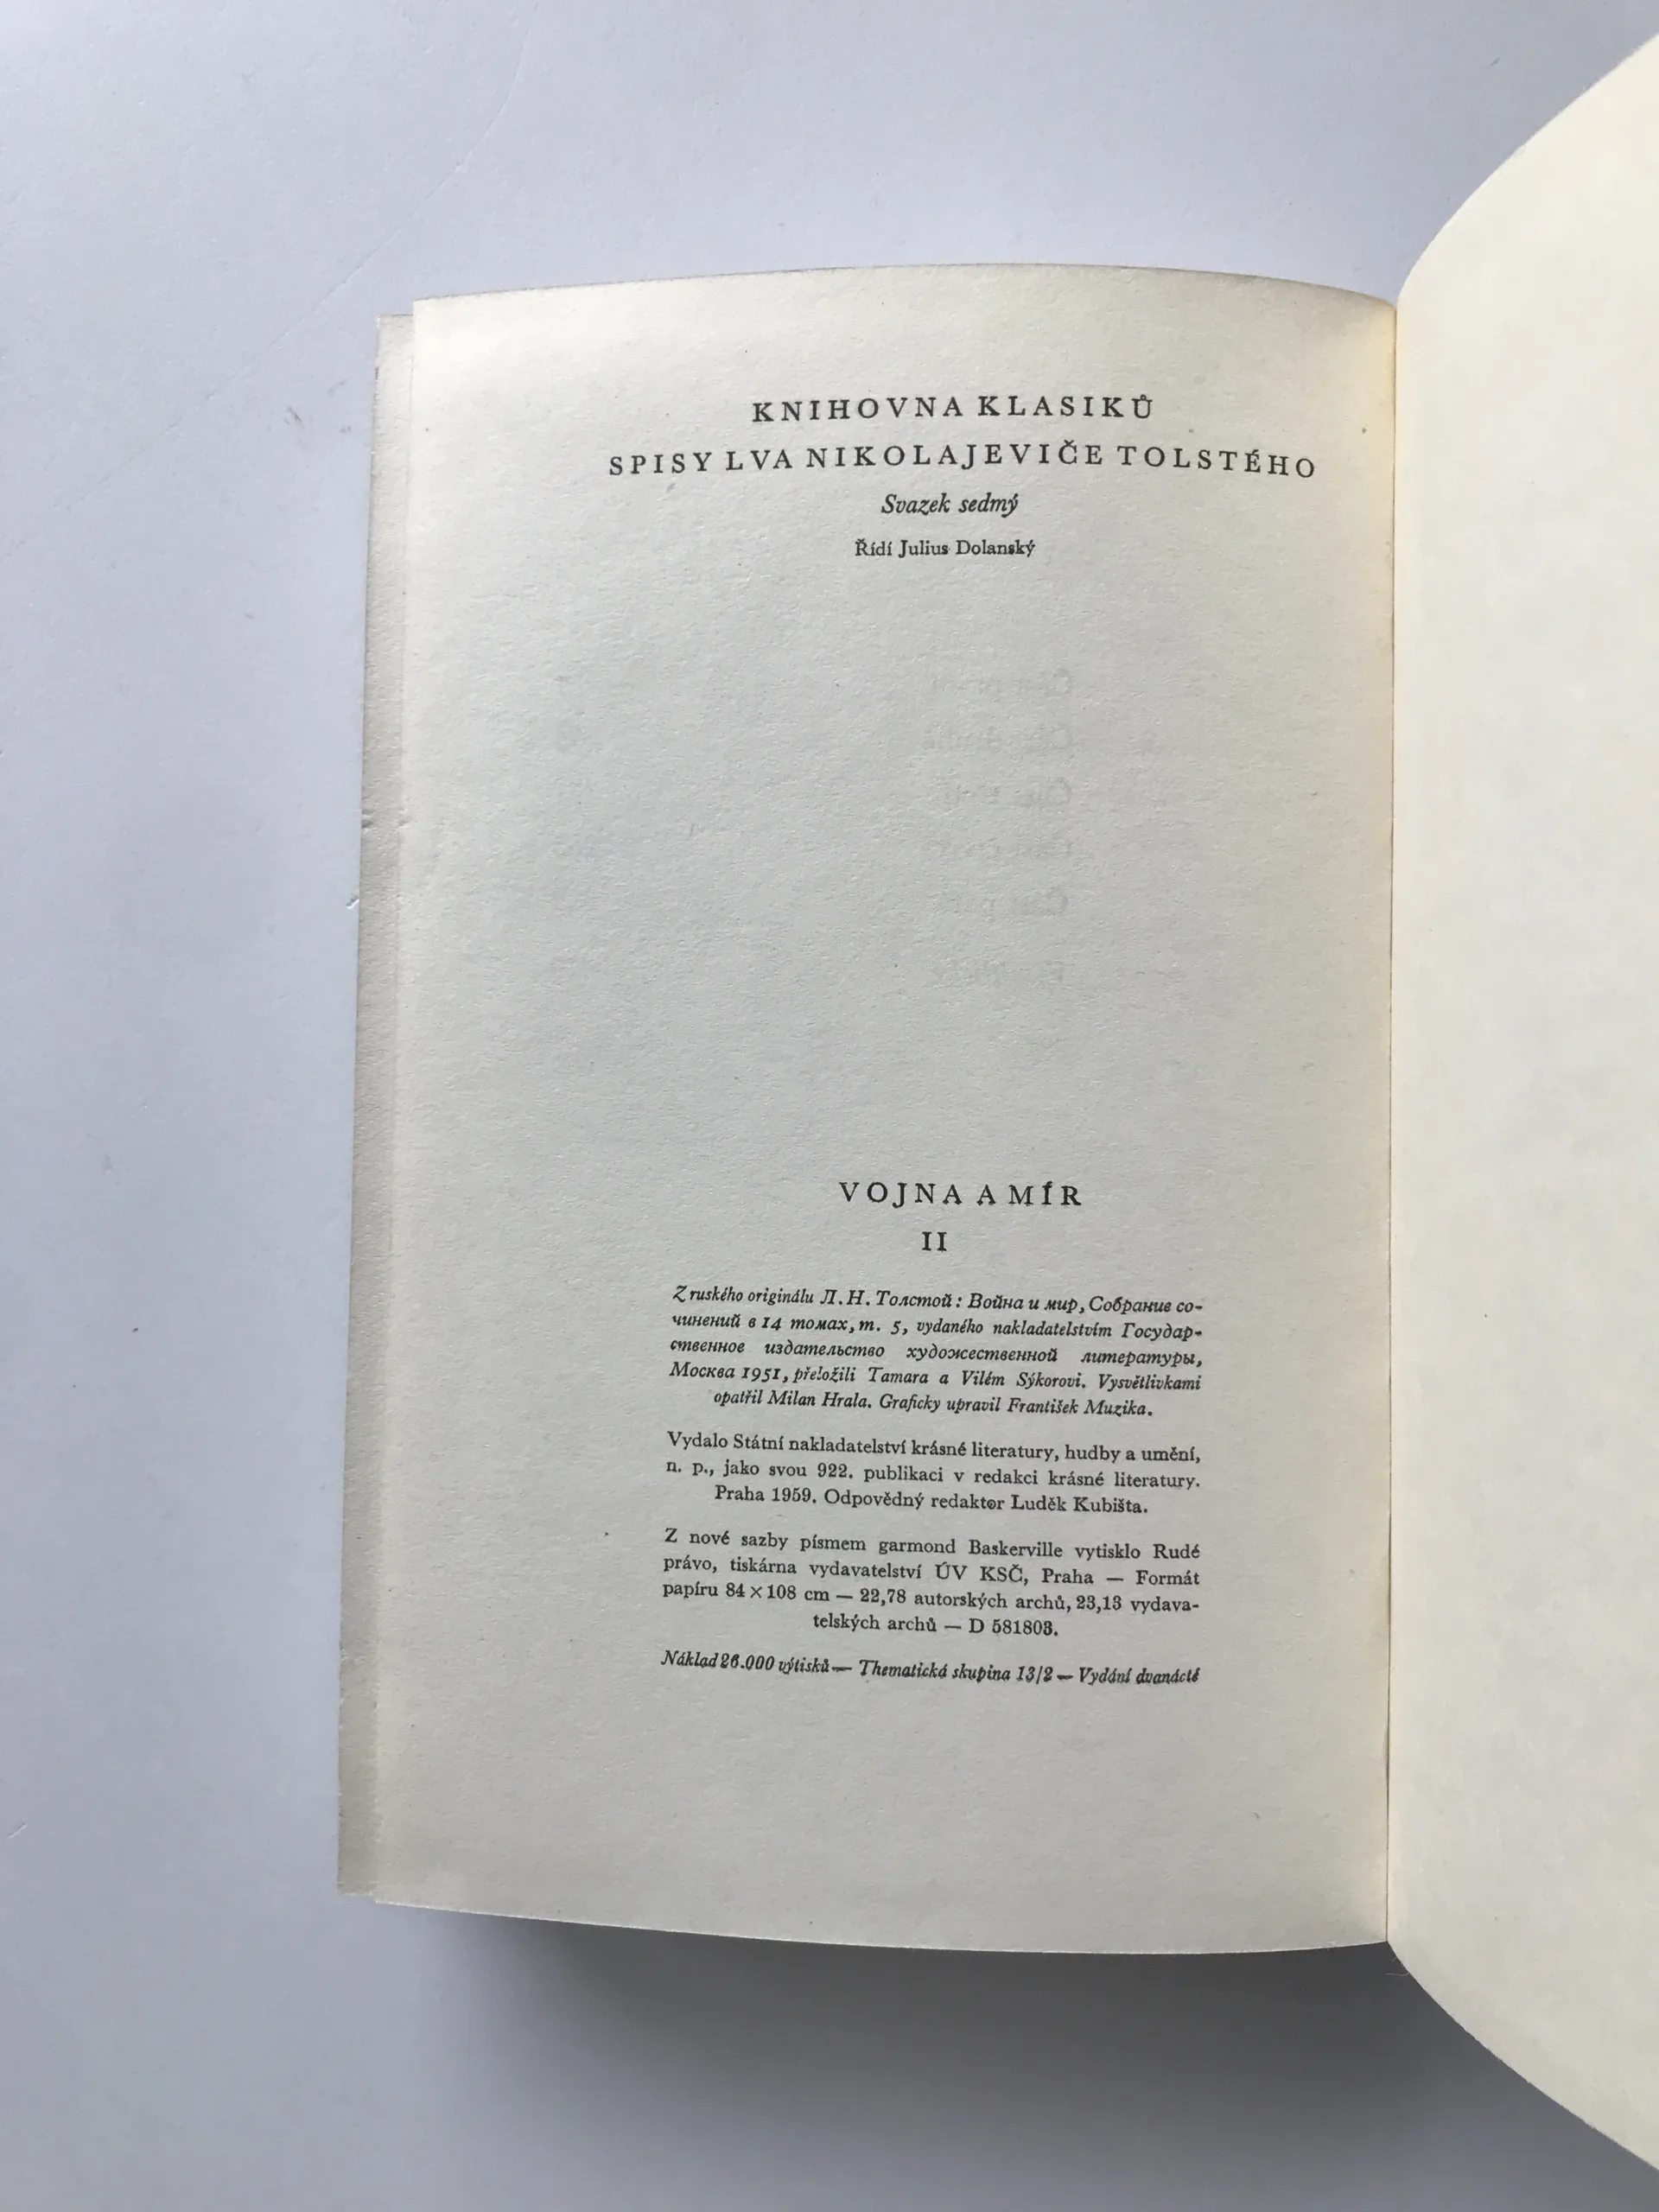 KNIHOVNA KLASIKŮ
SPISY LVA NIKOLAJEVIČE TOLSTÉHO
Svazek sedmý
Řídí Julius Dolanský
VOJNA A MÍR
II
Z ruského originálu Л. Н. Толстой: Война и мир, Собрание со-
чинений в 14 томах, т. 5, vydaného nakladatelstvím Государ-
ственное издательство художественной литературы,
Москва 1951, přeložili Tamara a Vilém Sýkorovi. Vysvětlivkami
opatřil Milan Hrala. Graficky upravil František Muzika.
Vydalo Státní nakladatelství krásné literatury, hudby a umění,
n. p., jako svou 922. publikaci v redakci krásné literatury.
Praha 1959. Odpovědný redaktor Luděk Kubišta.
Z nové sazby písmem garmond Baskerville vytisklo Rudé
právo, tiskárna vydavatelství ÚV KSČ, Praha — Formát
papíru 84 × 108 cm — 22,78 autorských archů, 23,13 vydava-
telských archů — D 581803.
Náklad 26.000 výtisků — Thematická skupina 13/2 — Vydání dvanácté